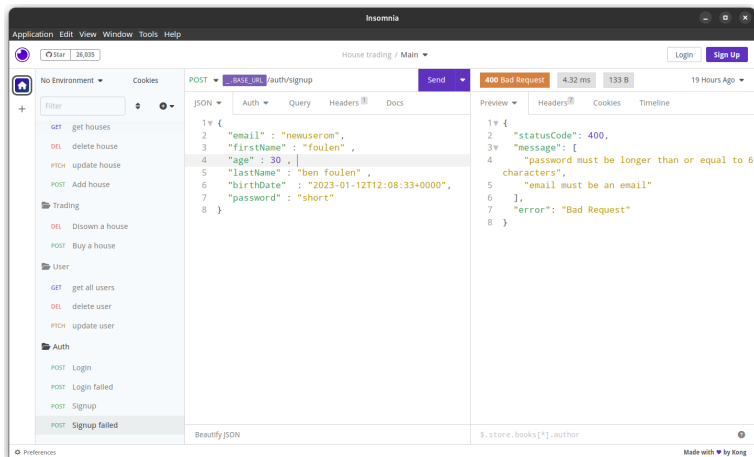 Insomnia
Application Edit View Window Tools Help
Star 26,035
House trading / Main
Login Sign Up
No Environment Cookies
Filter
GET get houses
DEL delete house
PTCH update house
POST Add house
Trading
DEL Disown a house
POST Buy a house
User
GET get all users
DEL delete user
PTCH update user
Auth
POST Login
POST Login failed
POST Signup
POST Signup failed
POST _.BASE_URL /auth/signup Send
JSON Auth Query Headers 1 Docs
1 {
2 "email" : "newuserom",
3 "firstName" : "foulen" ,
4 "age" : 30 ,
5 "lastName" : "ben foulen" ,
6 "birthDate" : "2023-01-12T12:08:33+0000",
7 "password" : "short"
8 }
Beautify JSON
400 Bad Request 4.32 ms 133 B 19 Hours Ago
Preview Headers 7 Cookies Timeline
1 {
2 "statusCode": 400,
3 "message": [
4 "password must be longer than or equal to 6
characters",
5 "email must be an email"
6 ],
7 "error": "Bad Request"
8 }
$.store.books[*].author
Preferences
Made with ♥ by Kong